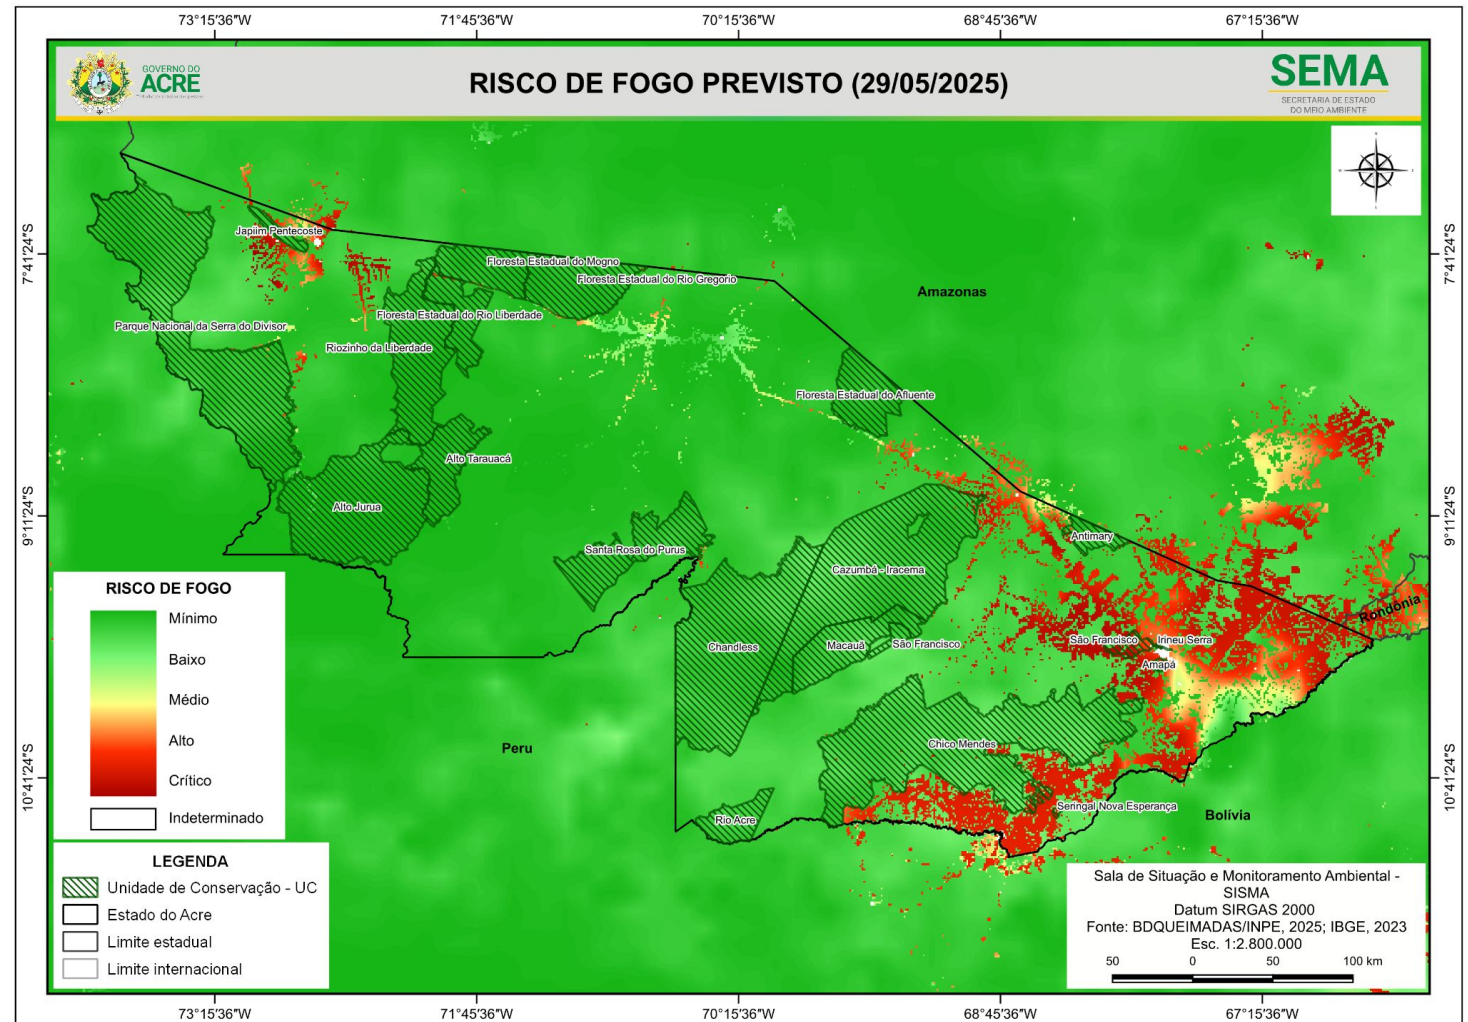 73°15'36"W
71°45'36"W
70°15'36"W
68°45'36"W
67°15'36"W
GOVERNO DO
ACRE
RISCO DE FOGO PREVISTO (29/05/2025)
SEMA
SECRETARIA DE ESTADO
DO MEIO AMBIENTE
7°41'24"S
7°41'24"S
9°11'24"S
9°11'24"S
10°41'24"S
10°41'24"S
Japiim Pentecoste
Floresta Estadual do Mogno
Floresta Estadual do Rio Gregorio
Amazonas
Parque Nacional da Serra do Divisor
Floresta Estadual do Rio Liberdade
Riozinho da Liberdade
Floresta Estadual do Afluente
Alto Tarauacá
Alto Jurua
Santa Rosa do Purus
Antimary
Cazumbá - Iracema
Rondônia
Chandless
Macauã
São Francisco
São Francisco
Irineu Serra
Amapá
Peru
Chico Mendes
Seringal Nova Esperança
Rio Acre
Bolívia
RISCO DE FOGO
Mínimo
Baixo
Médio
Alto
Crítico
Indeterminado
LEGENDA
Unidade de Conservação - UC
Estado do Acre
Limite estadual
Limite internacional
Sala de Situação e Monitoramento Ambiental -
SISMA
Datum SIRGAS 2000
Fonte: BDQUEIMADAS/INPE, 2025; IBGE, 2023
Esc. 1:2.800.000
50 0 50 100 km
73°15'36"W
71°45'36"W
70°15'36"W
68°45'36"W
67°15'36"W